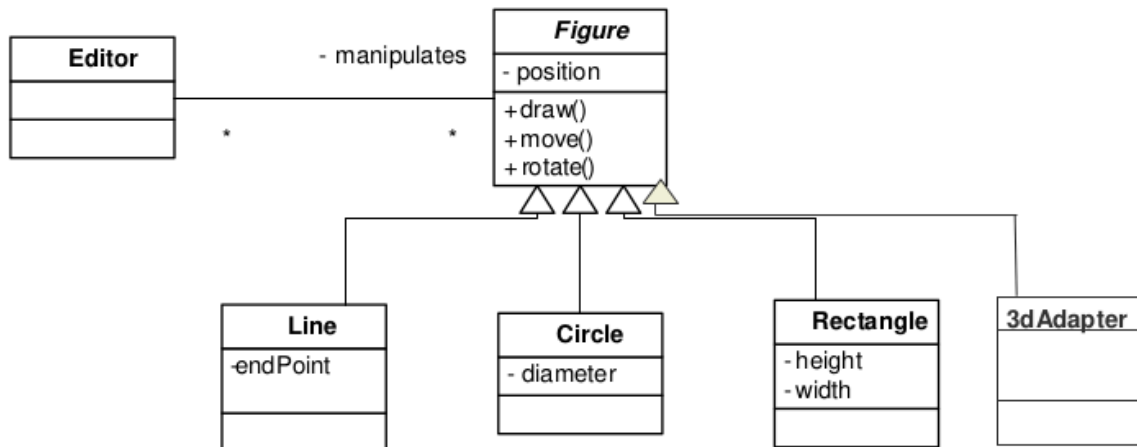 Editor
- manipulates
*
*
Figure
- position
+draw()
+move()
+rotate()
Line
-endPoint
Circle
- diameter
Rectangle
- height
- width
3dAdapter